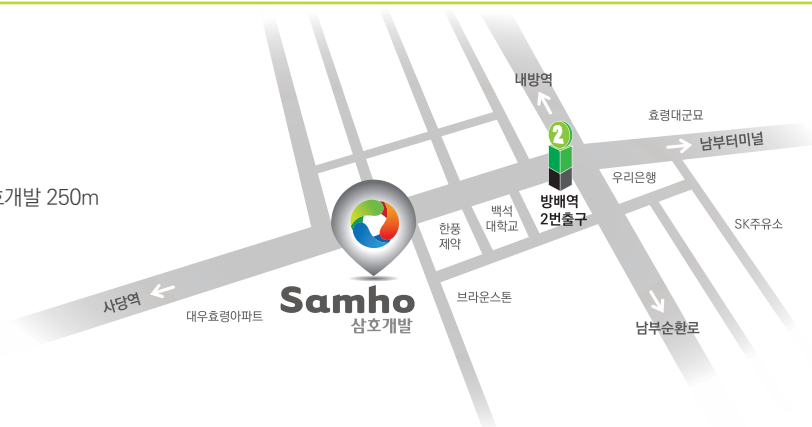 내방역
효령대군묘
2
남부터미널
우리은행
개발 250m
방배역
2번출구
백석
대학교
한풍
제약
SK주유소
브라운스톤
사당역
대우효령아파트
Samho
삼호개발
남부순환로